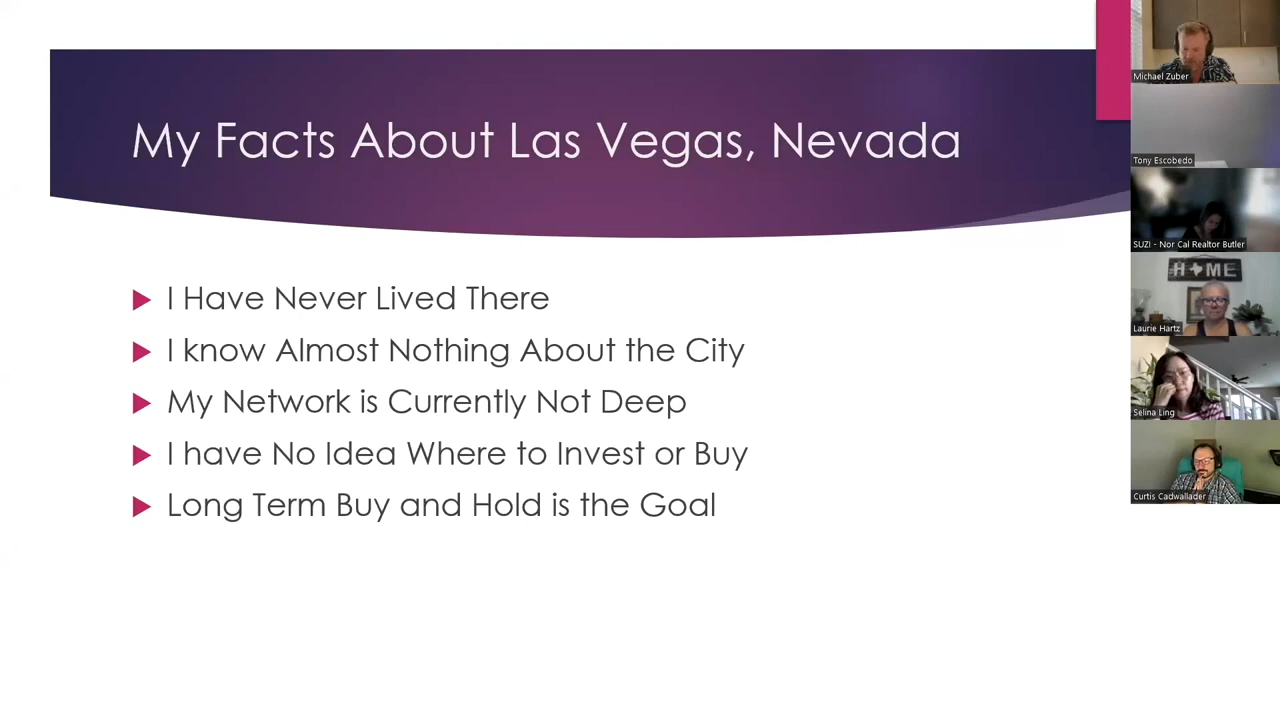 My Facts About Las Vegas, Nevada
I Have Never Lived There
I know Almost Nothing About the City
My Network is Currently Not Deep
I have No Idea Where to Invest or Buy
Long Term Buy and Hold is the Goal
Michael Zuber
Tony Escobedo
SUZI - Nor Cal Realtor Butler
H ME
Laurie Hartz
Selina Ling
Curtis Cadwallader